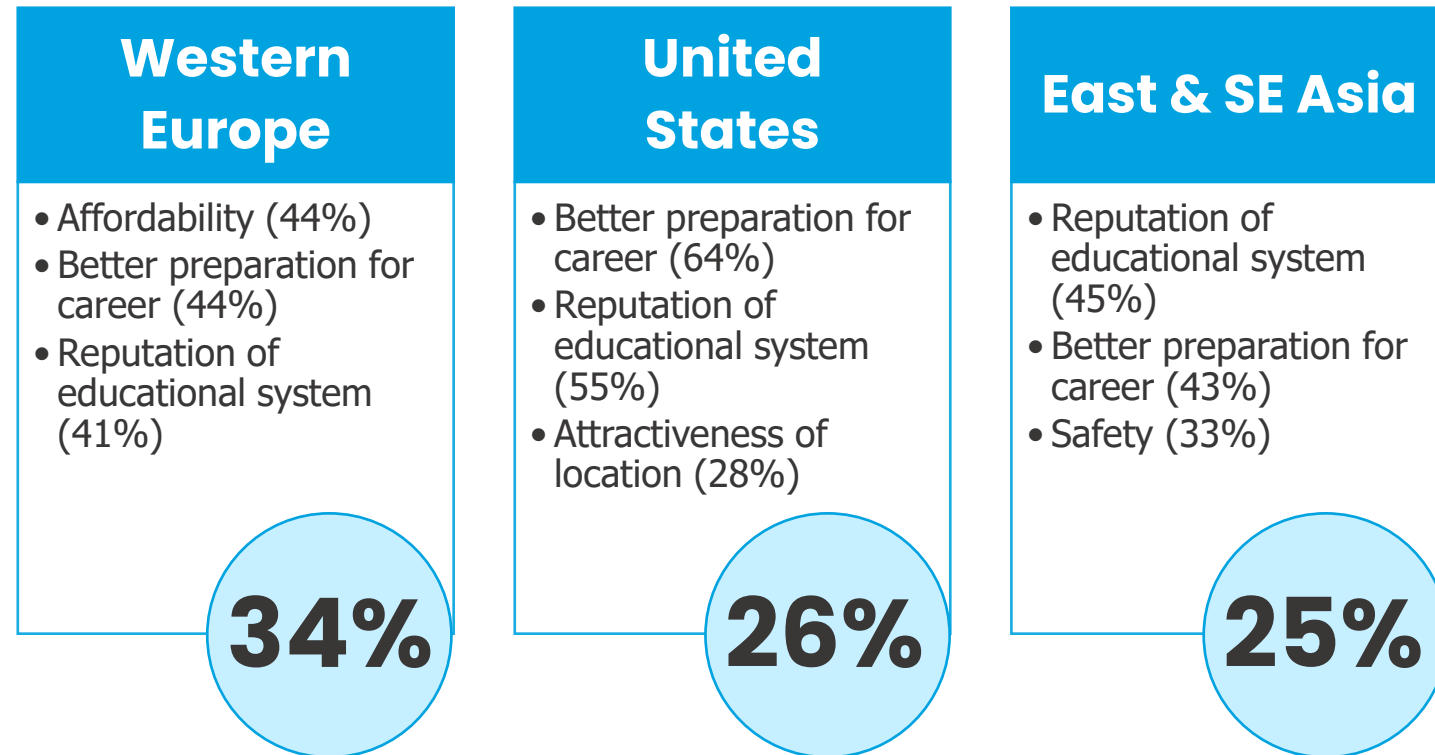 Western
Europe
• Affordability (44%)
• Better preparation for
career (44%)
• Reputation of
educational system
(41%)
34%
United
States
• Better preparation for
career (64%)
• Reputation of
educational system
(55%)
• Attractiveness of
location (28%)
26%
East & SE Asia
• Reputation of
educational system
(45%)
• Better preparation for
career (43%)
• Safety (33%)
25%